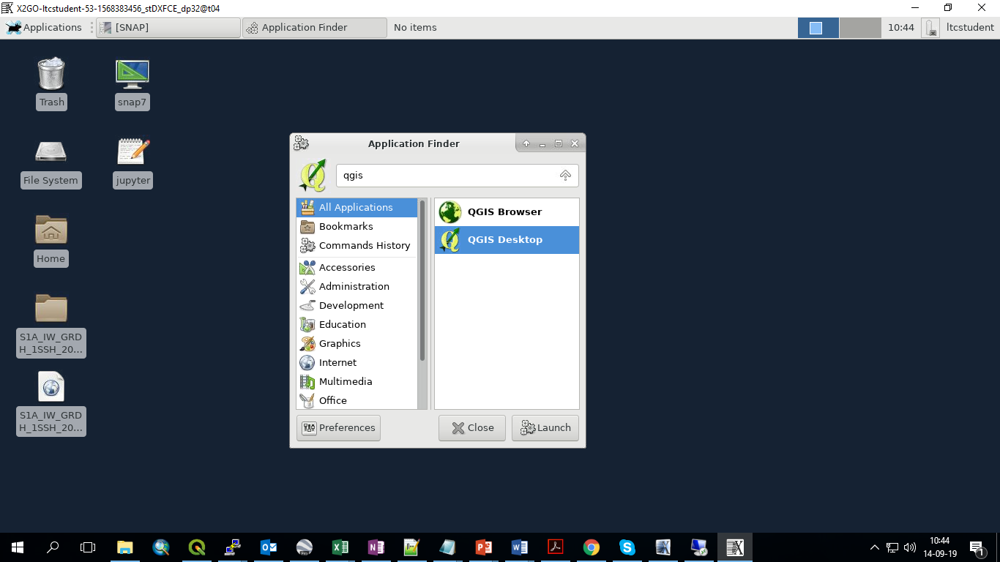 X2GO-ltcstudent-53-1568383456_stDXFCE_dp32@t04
Applications
[SNAP]
Application Finder
No items
10:44
ltcstudent
Trash
snap7
File System
jupyter
Home
S1A_IW_GRD
H_1SSH_20...
S1A_IW_GRD
H_1SSH_20...
Application Finder
qgis
All Applications
Bookmarks
Commands History
Accessories
Administration
Development
Education
Graphics
Internet
Multimedia
Office
QGIS Browser
QGIS Desktop
Preferences
Close
Launch
10:44
14-09-19
1